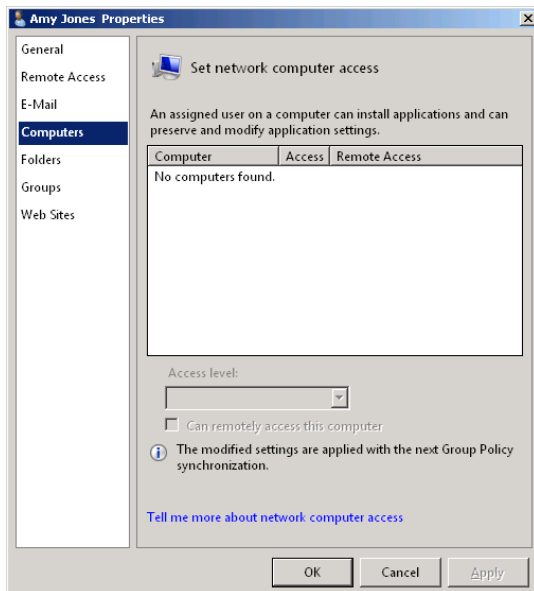 Amy Jones Properties
General
Remote Access
E-Mail
Computers
Folders
Groups
Web Sites
Set network computer access
An assigned user on a computer can install applications and can
preserve and modify application settings.
Computer Access Remote Access
No computers found.
Access level:
Can remotely access this computer
The modified settings are applied with the next Group Policy
synchronization.
Tell me more about network computer access
OK Cancel Apply